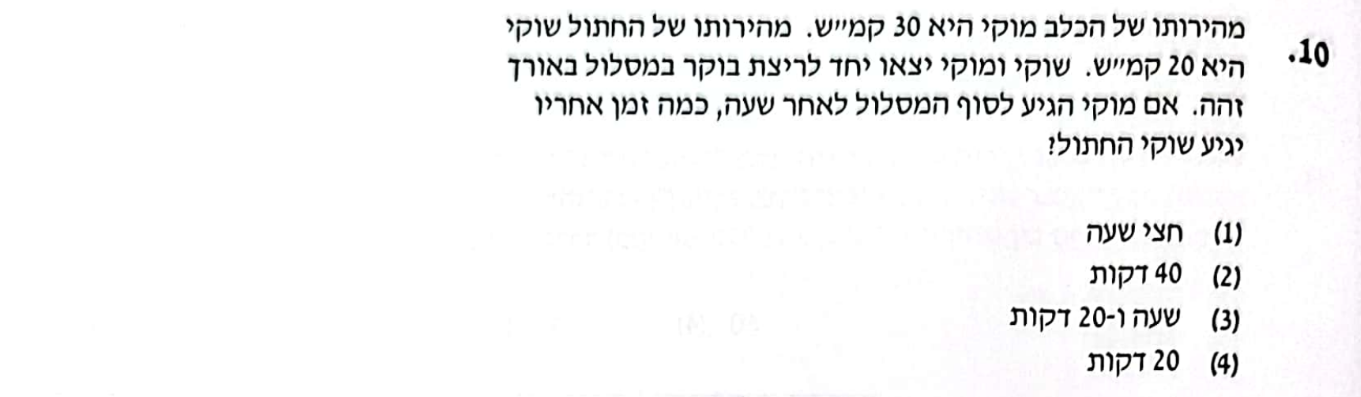 10. מהירותו של הכלב מוקי היא 30 קמ״ש. מהירותו של החתול שוקי
היא 20 קמ״ש. שוקי ומוקי יצאו יחד לריצת בוקר במסלול באורך
זהה. אם מוקי הגיע לסוף המסלול לאחר שעה, כמה זמן אחריו
יגיע שוקי החתול?
(1) חצי שעה
(2) 40 דקות
(3) שעה ו-20 דקות
(4) 20 דקות